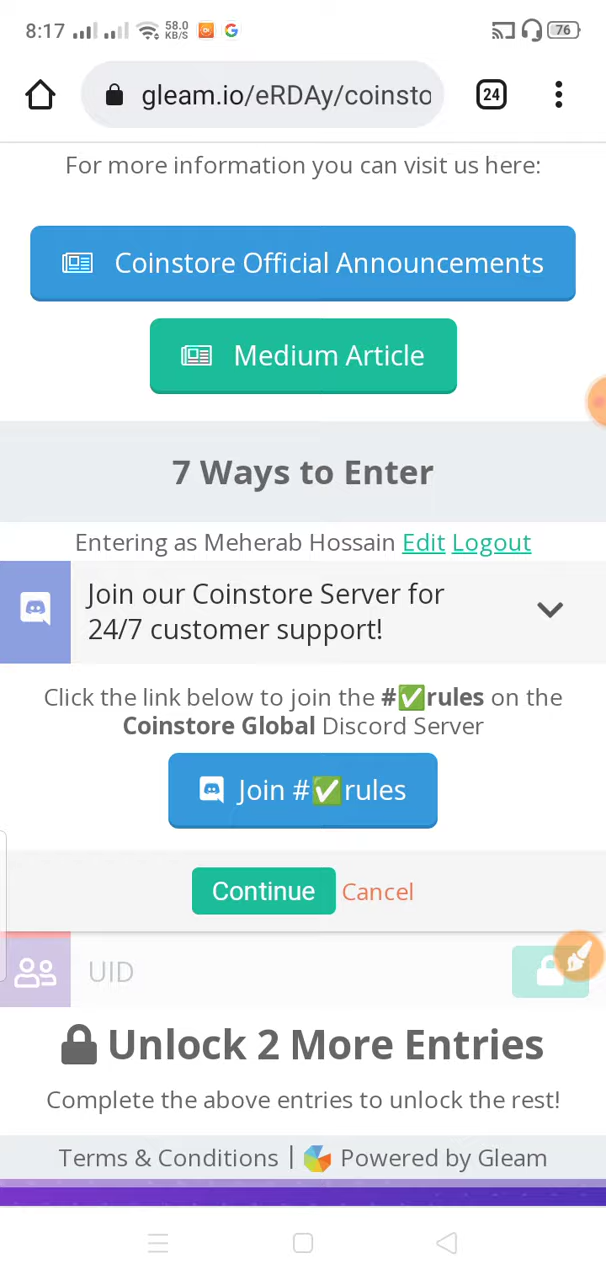 8:17 58.0 KB/S 76
gleam.io/eRDAy/coinsto 24
For more information you can visit us here:
Coinstore Official Announcements
Medium Article
7 Ways to Enter
Entering as Meherab Hossain Edit Logout
Join our Coinstore Server for
24/7 customer support!
Click the link below to join the #✅rules on the
Coinstore Global Discord Server
Join #✅rules
Continue Cancel
UID
Unlock 2 More Entries
Complete the above entries to unlock the rest!
Terms & Conditions | Powered by Gleam